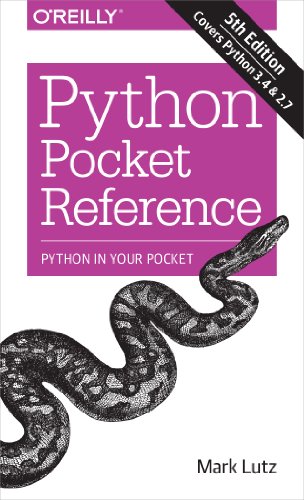 O'REILLY®
5th Edition
Covers Python 3.4 & 2.7
Python
Pocket
Reference
PYTHON IN YOUR POCKET
Mark Lutz